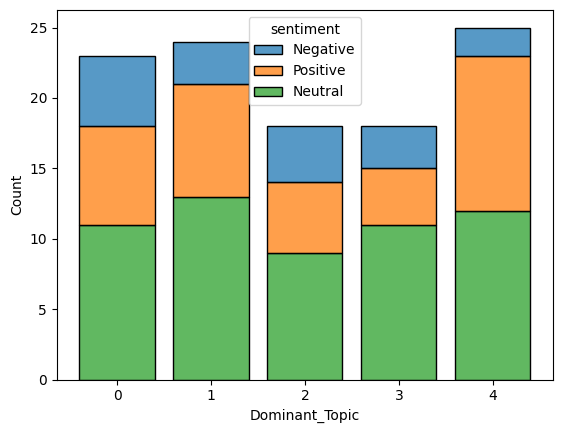 sentiment
Negative
Positive
Neutral
25
20
15
10
5
0
Count
0 1 2 3 4
Dominant_Topic